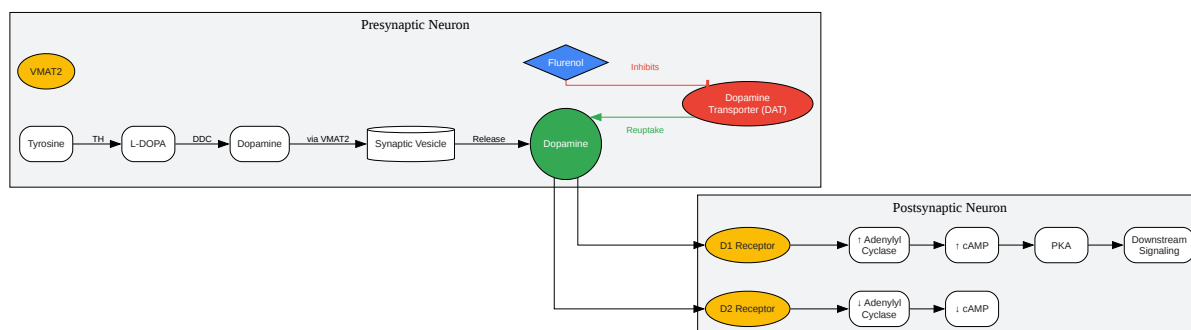 Presynaptic Neuron
VMAT2
Flurenol
Inhibits
Dopamine
Transporter (DAT)
Reuptake
Tyrosine
TH
L-DOPA
DDC
Dopamine
via VMAT2
Synaptic Vesicle
Release
Dopamine
Postsynaptic Neuron
D1 Receptor
↑ Adenylyl
Cyclase
↑ cAMP
PKA
Downstream
Signaling
D2 Receptor
↓ Adenylyl
Cyclase
↓ cAMP